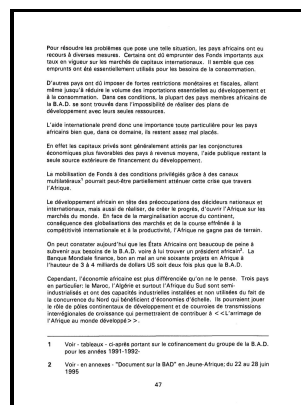 Pour résoudre les problèmes que pose une telle situation, les pays africains ont eu
recours à diverses mesures. Certains ont dû emprunter des Fonds importants aux
taux en vigueur sur les marchés de capitaux internationaux. Il semble que ces
emprunts ont été essentiellement utilisés pour les besoins de la consommation.
D'autres pays ont dû imposer de fortes restrictions monétaires et fiscales, allant
même jusqu'à réduire le volume des importations essentielles au développement et
à la consommation. Dans ces conditions, la plupart des pays membres africains de
la B.A.D. se sont trouvés dans l'impossibilité de réaliser des plans de
développement avec leurs seules ressources.
L'aide internationale prend donc une importance toute particulière pour les pays
africains bien que, dans ce domaine, ils restent assez mal placés.
En effet les capitaux privés sont généralement attirés par les conjonctures
économiques plus favorables des pays à revenus moyens, l'aide publique restant la
seule source extérieure de financement du développement.
La mobilisation de Fonds à des conditions privilégiés grâce à des canaux
multilatéraux¹ pourrait peut-être partiellement atténuer cette crise que travers
l'Afrique.
Le développement africain en tête des préoccupations des décideurs nationaux et
internationaux, mais aussi de réaliser, de créer le progrès, d'ouvrir l'Afrique sur les
marchés du monde. En face de la marginalisation accrue du continent,
conséquence des globalisations des marchés et de la course effrénée à la
compétitivité internationale et à la productivité, l'Afrique ne gagne pas de terrain.
On peut constater aujourd'hui que les États Africains ont beaucoup de peine à
subvenir aux besoins de la B.A.D. voire à lui trouver un président africain². La
Banque Mondiale finance, bon an mal an une soixante projets en Afrique à
l'hauteur de 3 à 4 milliards de dollars US soit deux fois plus que la B.A.D.
Cependant, l'économie africaine est plus différenciée qu'on ne le pense. Trois pays
en particulier: le Maroc, l'Algérie et surtout l'Afrique du Sud sont semi-
industrialisés et ont des capacités industrielles installées et non utilisées du fait de
la concurrence du Nord qui bénéficient d'économies d'échelle. Ils pourraient jouer
le rôle de pôles continentaux de développement et de courroies de transmissions
interrégionales de croissance qui permettraient de contribuer à < < L'arrimage de
l'Afrique au monde développé > >.
1 Voir - tableaux - ci-après portant sur le cofinancement du groupe de la B.A.D.
pour les années 1991-1992-
2 Voir - en annexes - "Document sur la BAD" en Jeune-Afrique; du 22 au 28 juin
1995
47